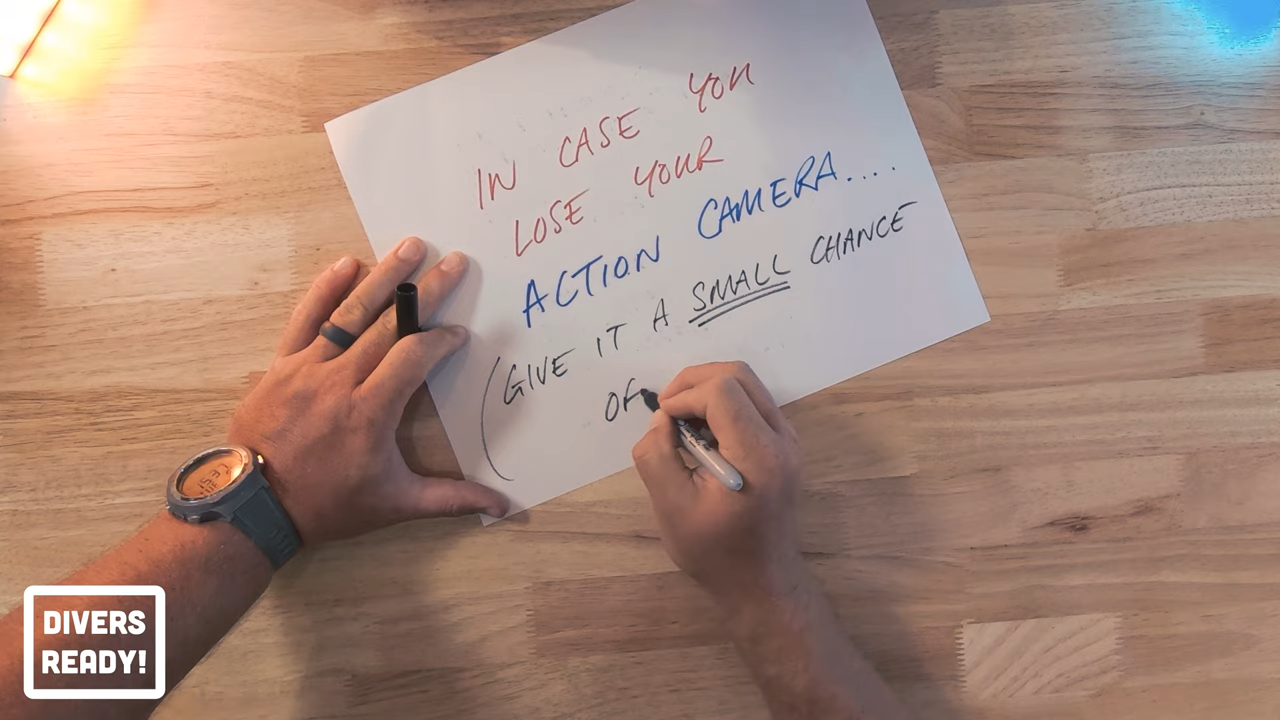 IN CASE YOU
LOSE YOUR
ACTION CAMERA....
(GIVE IT A SMALL CHANCE
OF
DIVERS
READY!